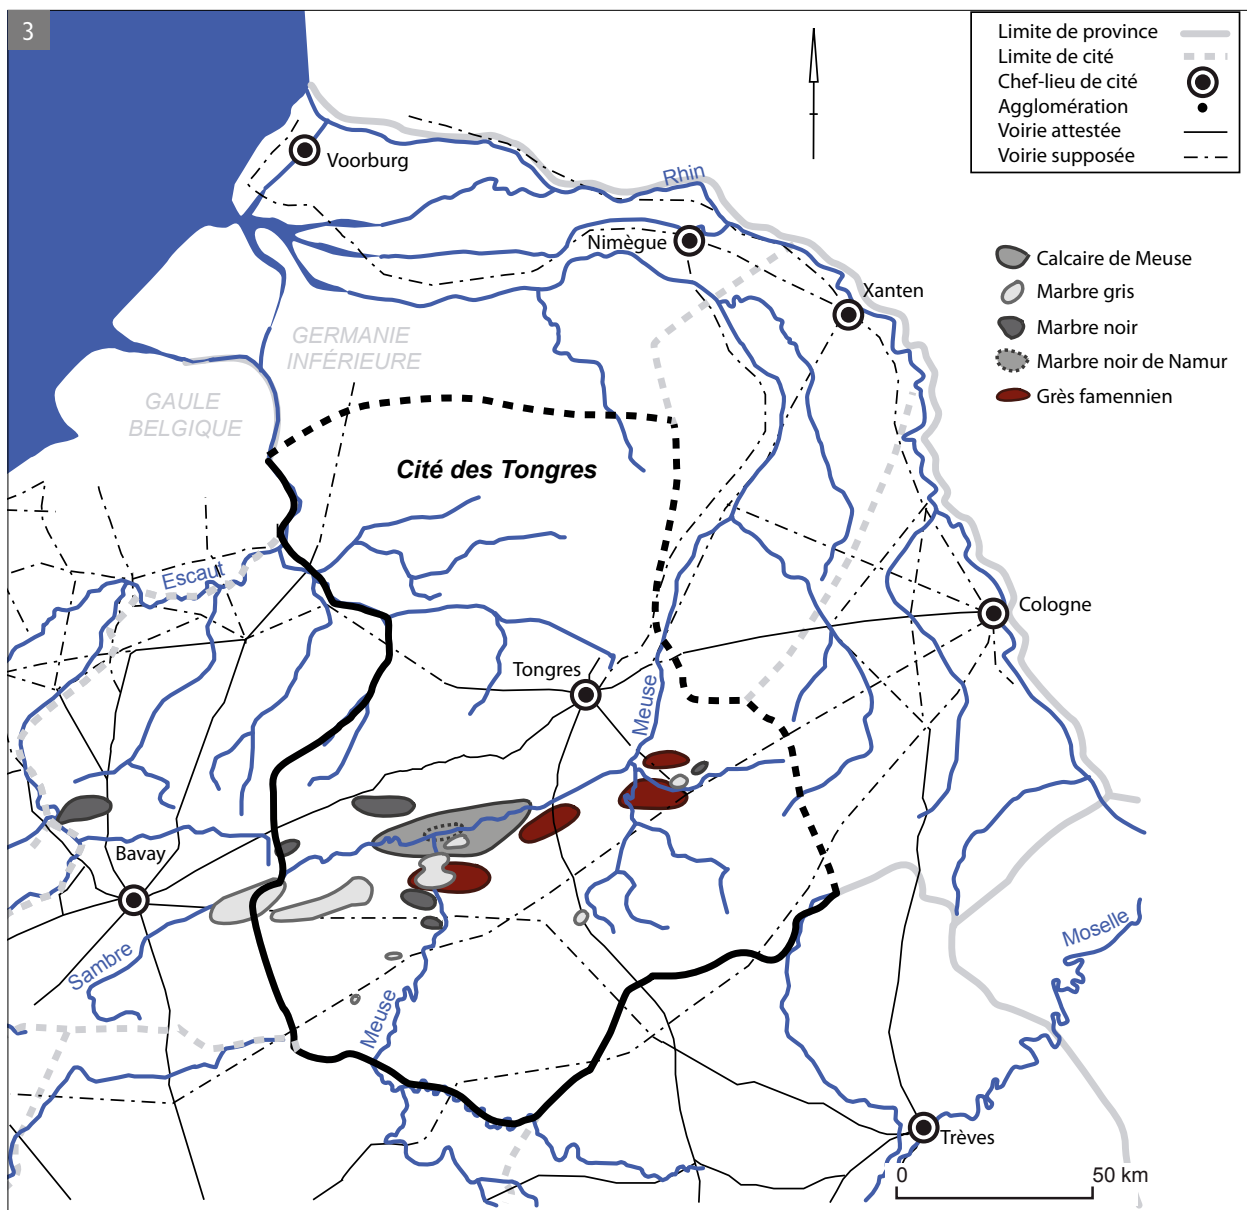 3
Limite de province
Limite de cité
Chef-lieu de cité
Agglomération
Voirie attestée
Voirie supposée
Voorburg
Rhin
Nimègue
Xanten
Calcaire de Meuse
Marbre gris
Marbre noir
Marbre noir de Namur
Grès famennien
GERMANIE
INFÉRIEURE
GAULE
BELGIQUE
Cité des Tongres
Escaut
Cologne
Tongres
Meuse
Bavay
Sambre
Meuse
Moselle
Trèves
0
50 km